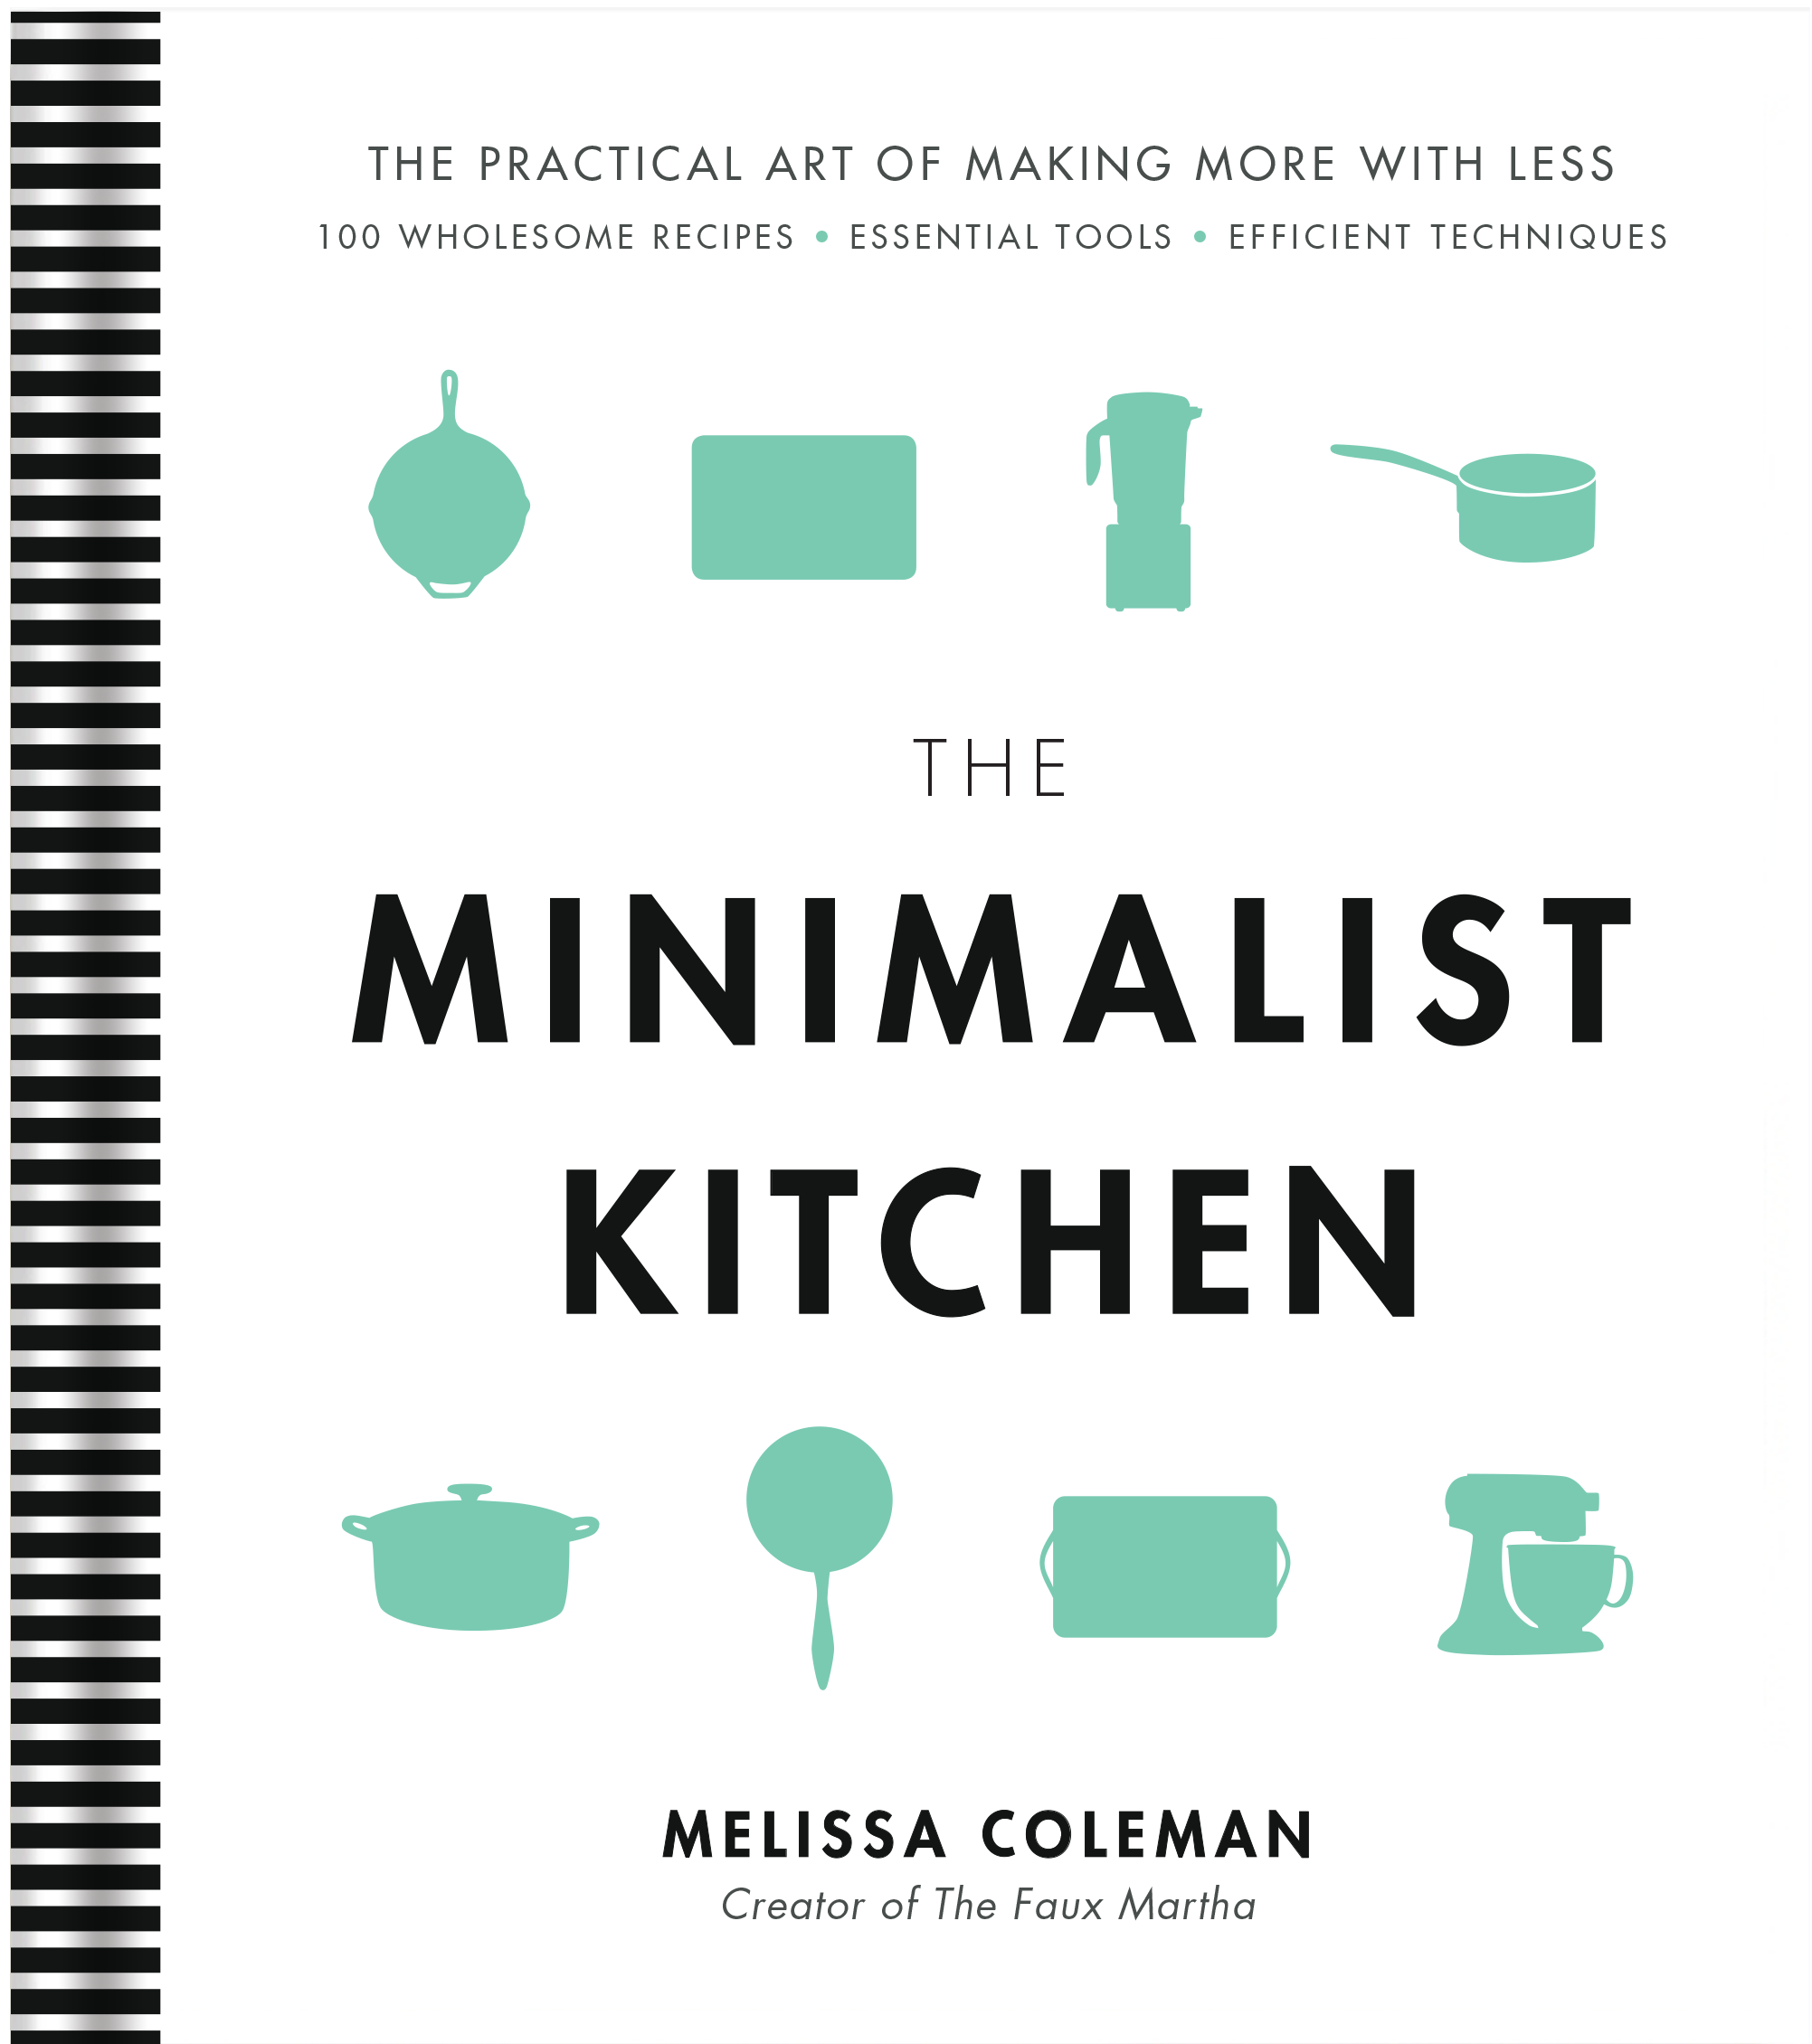 THE PRACTICAL ART OF MAKING MORE WITH LESS
100 WHOLESOME RECIPES • ESSENTIAL TOOLS • EFFICIENT TECHNIQUES
THE
MINIMALIST
KITCHEN
MELISSA COLEMAN
Creator of The Faux Martha